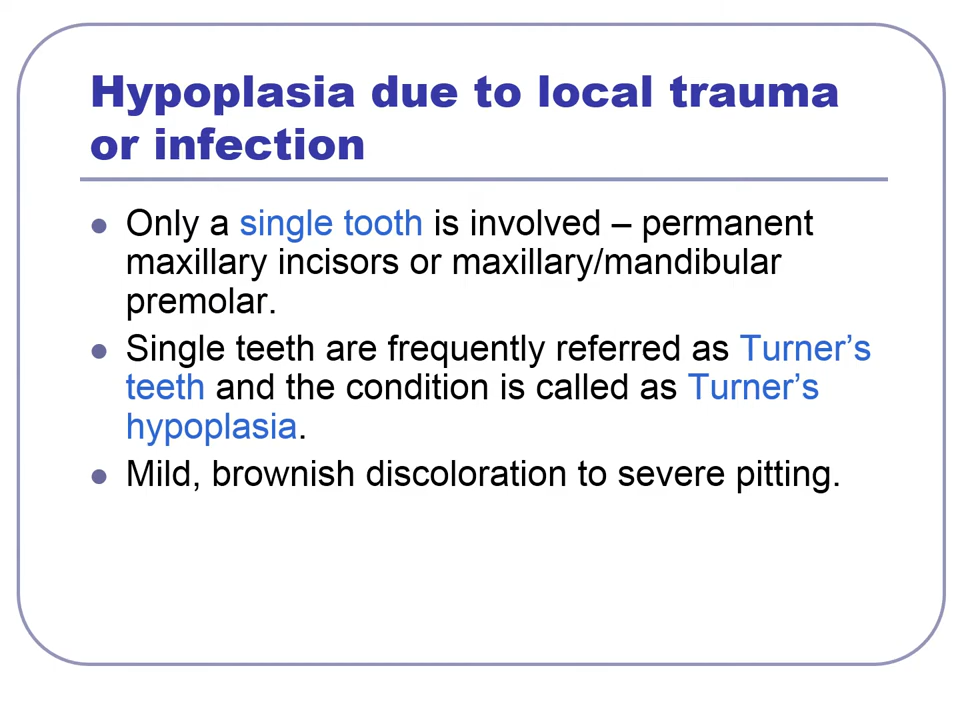 Hypoplasia due to local trauma
or infection
● Only a single tooth is involved – permanent
maxillary incisors or maxillary/mandibular
premolar.
● Single teeth are frequently referred as Turner’s
teeth and the condition is called as Turner’s
hypoplasia.
● Mild, brownish discoloration to severe pitting.